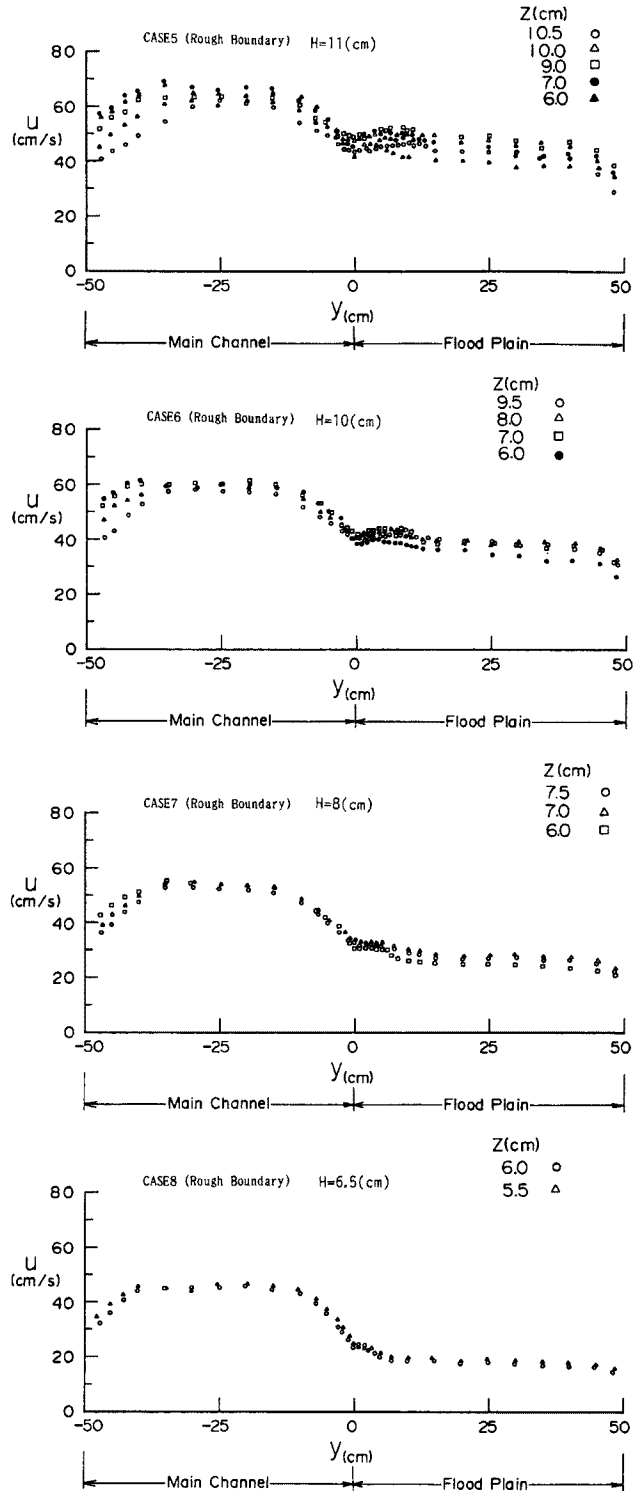 CASE5 (Rough Boundary) H=11(cm)
Z(cm)
10.5 ○
10.0 △
9.0 □
7.0 ●
6.0 ▲
80
60
U
(cm/s)
40
20
0
-50 -25 0 25 50
y(cm)
Main Channel Flood Plain
CASE6 (Rough Boundary) H=10(cm)
Z(cm)
9.5 ○
8.0 △
7.0 □
6.0 ●
80
60
U
(cm/s)
40
20
0
-50 -25 0 25 50
y(cm)
Main Channel Flood Plain
CASE7 (Rough Boundary) H=8(cm)
Z(cm)
7.5 ○
7.0 △
6.0 □
80
60
U
(cm/s)
40
20
0
-50 -25 0 25 50
y(cm)
Main Channel Flood Plain
CASE8 (Rough Boundary) H=6.5(cm)
Z(cm)
6.0 ○
5.5 △
80
60
U
(cm/s)
40
20
0
-50 -25 0 25 50
y(cm)
Main Channel Flood Plain